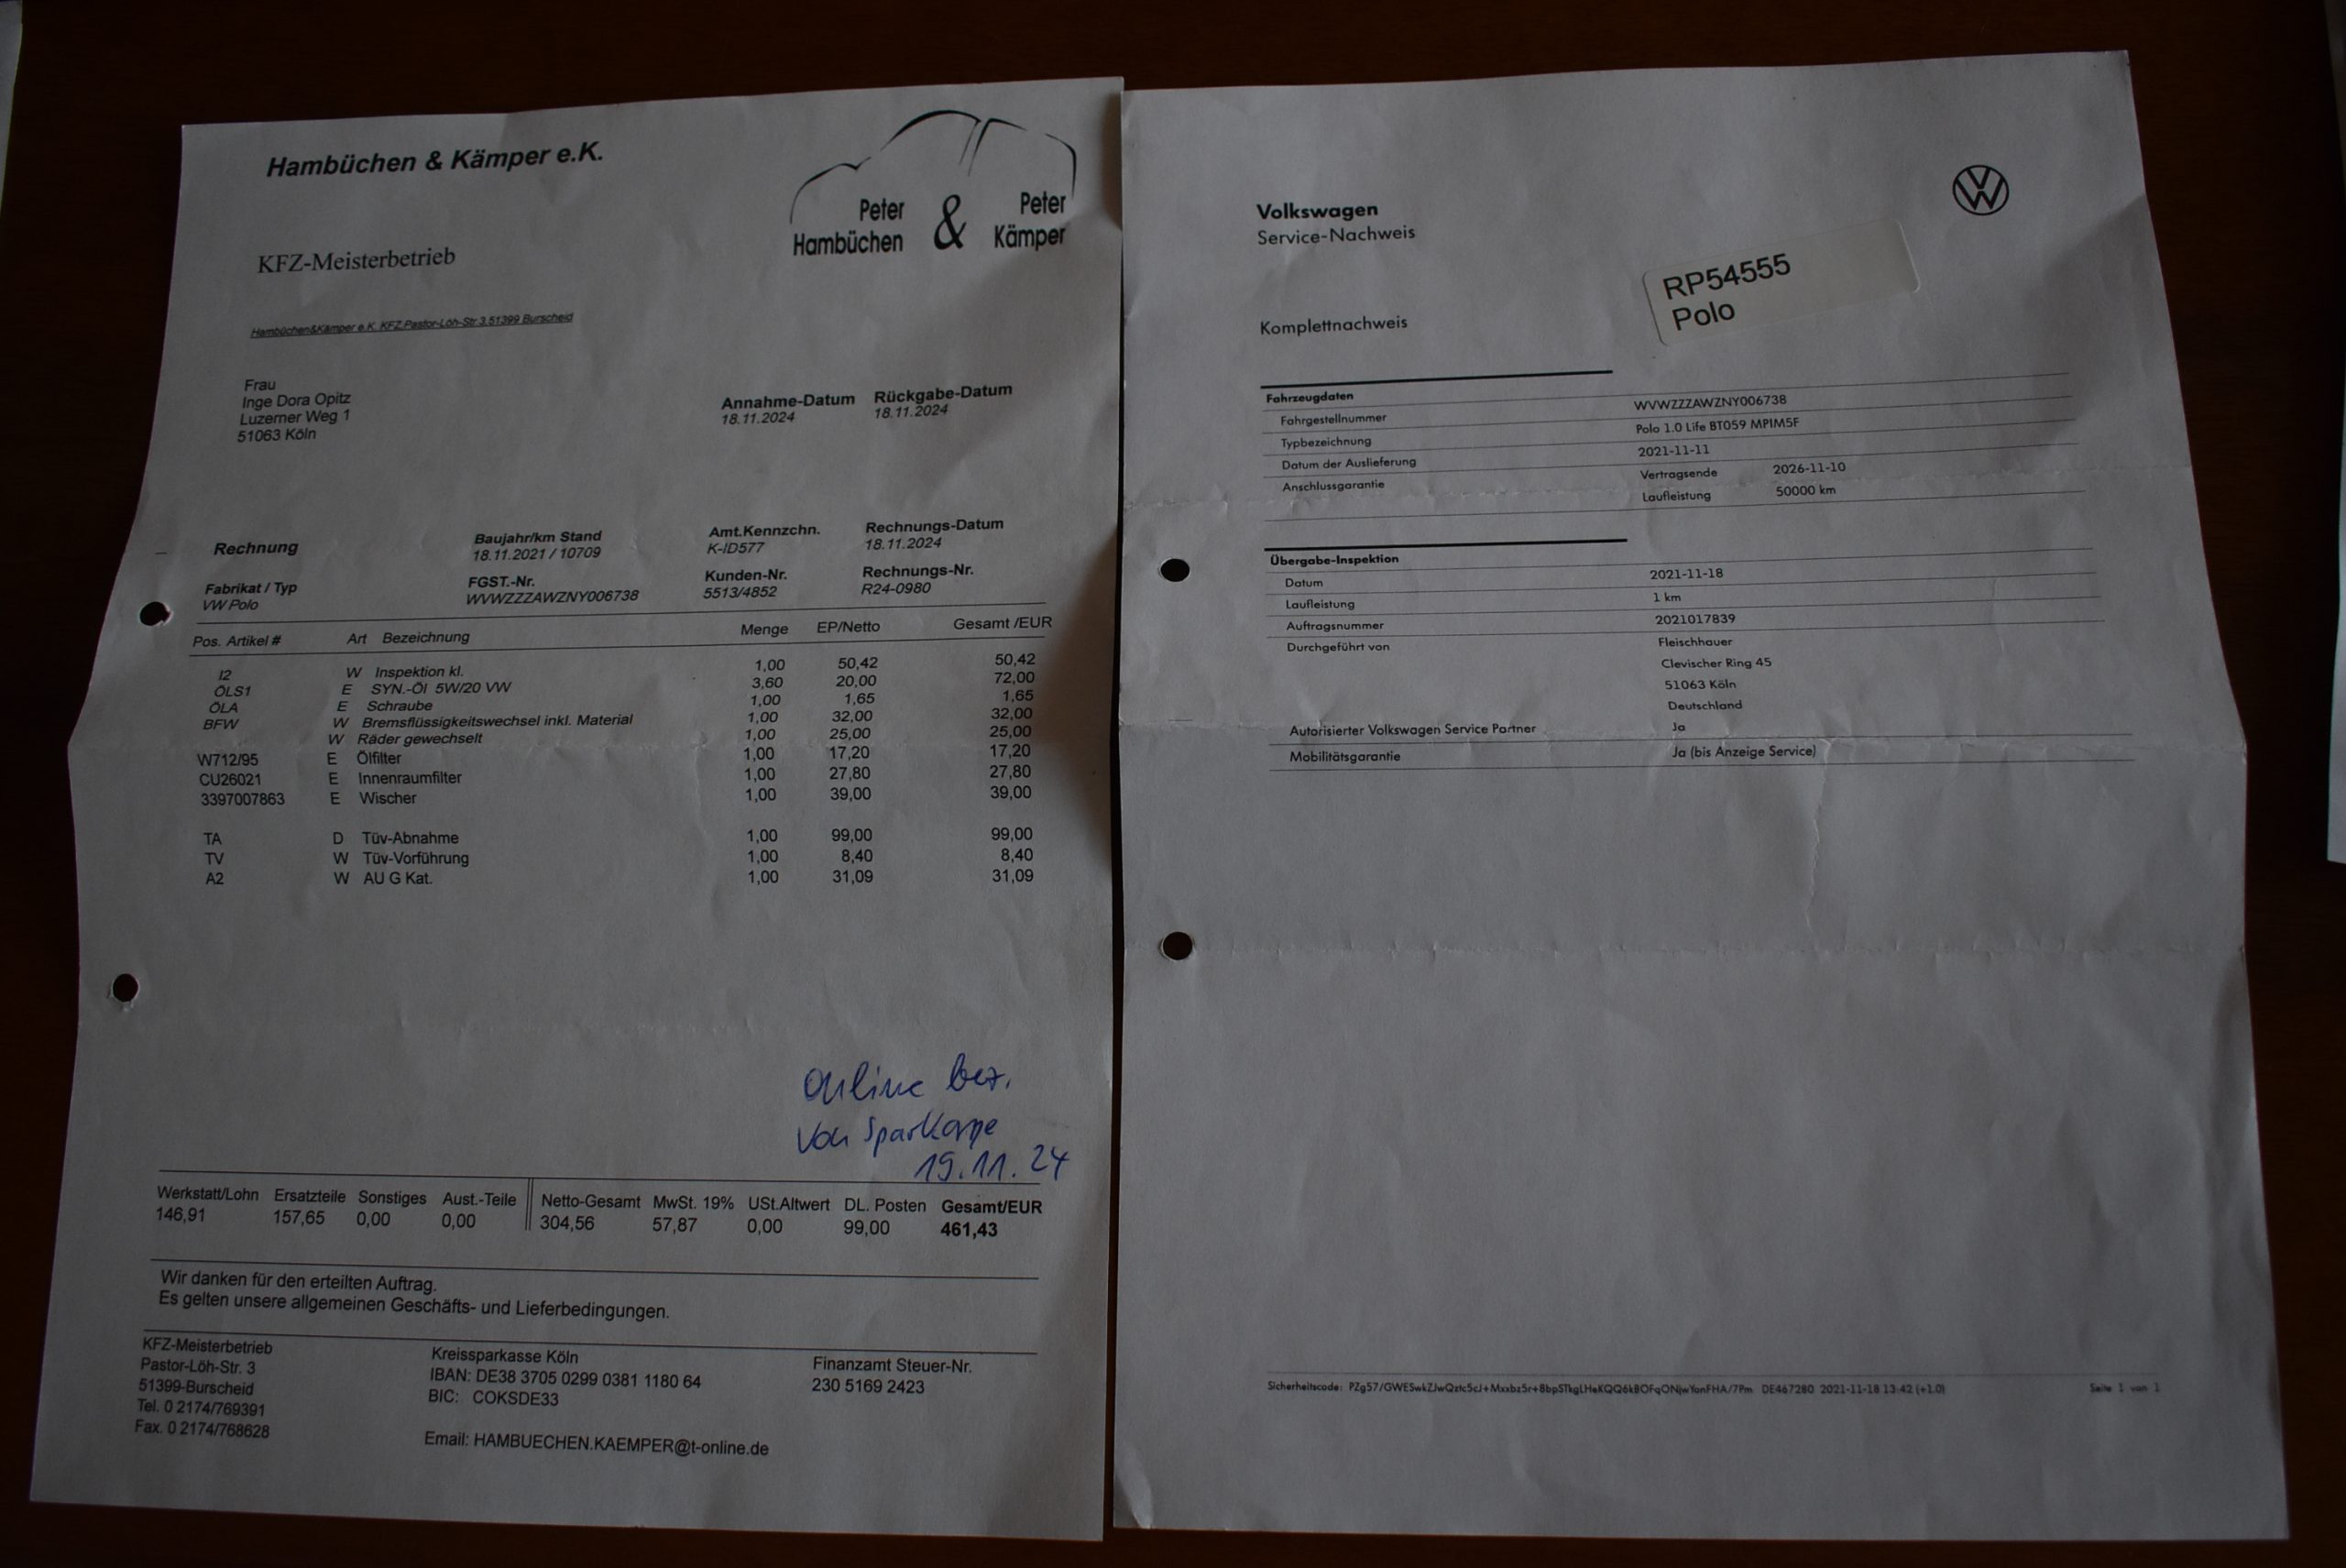 Hambüchen & Kämper e.K.
Peter Hambüchen & Peter Kämper
KFZ-Meisterbetrieb
Hambüchen&Kämper e.K. KFZ.Pastor-Löh-Str.3.51399 Burscheid
Frau
Inge Dora Opitz
Luzerner Weg 1
51063 Köln
Annahme-Datum Rückgabe-Datum
18.11.2024 18.11.2024
Rechnung Baujahr/km Stand Amt.Kennzchn. Rechnungs-Datum
18.11.2021 / 10709 K-ID577 18.11.2024
Fabrikat / Typ FGST.-Nr. Kunden-Nr. Rechnungs-Nr.
VW Polo WVWZZZAWZNY006738 5513/4852 R24-0980
Pos. Artikel # Art Bezeichnung Menge EP/Netto Gesamt /EUR
I2 W Inspektion kl. 1,00 50,42 50,42
ÖLS1 E SYN.-Öl 5W/20 VW 3,60 20,00 72,00
ÖLA E Schraube 1,00 1,65 1,65
BFW W Bremsflüssigkeitswechsel inkl. Material 1,00 32,00 32,00
W Räder gewechselt 1,00 25,00 25,00
W712/95 E Ölfilter 1,00 17,20 17,20
CU26021 E Innenraumfilter 1,00 27,80 27,80
3397007863 E Wischer 1,00 39,00 39,00
TA D Tüv-Abnahme 1,00 99,00 99,00
TV W Tüv-Vorführung 1,00 8,40 8,40
A2 W AU G Kat. 1,00 31,09 31,09
Online bez.
von Sparkasse
19.11.24
Werkstatt/Lohn Ersatzteile Sonstiges Aust.-Teile Netto-Gesamt MwSt. 19% USt.Altwert DL. Posten Gesamt/EUR
146,91 157,65 0,00 0,00 304,56 57,87 0,00 99,00 461,43
Wir danken für den erteilten Auftrag.
Es gelten unsere allgemeinen Geschäfts- und Lieferbedingungen.
KFZ-Meisterbetrieb
Pastor-Löh-Str. 3
51399-Burscheid
Tel. 0 2174/769391
Fax. 0 2174/768628
Kreissparkasse Köln
IBAN: DE38 3705 0299 0381 1180 64
BIC: COKSDE33
Email: HAMBUECHEN.KAEMPER@t-online.de
Finanzamt Steuer-Nr.
230 5169 2423
Volkswagen
Service-Nachweis
RP54555
Polo
Komplettnachweis
Fahrzeugdaten
Fahrgestellnummer WVWZZZAWZNY006738
Typbezeichnung Polo 1.0 Life BT059 MPIM5F
Datum der Auslieferung 2021-11-11
Anschlussgarantie Vertragsende 2026-11-10
Laufleistung 50000 km
Übergabe-Inspektion
Datum 2021-11-18
Laufleistung 1 km
Auftragsnummer 2021017839
Durchgeführt von Fleischhauer
Clevischer Ring 45
51063 Köln
Deutschland
Autorisierter Volkswagen Service Partner Ja
Mobilitätsgarantie Ja (bis Anzeige Service)
Sicherheitscode: DE467280 2021-11-18 13:42 (+1.0) Seite 1 von 1